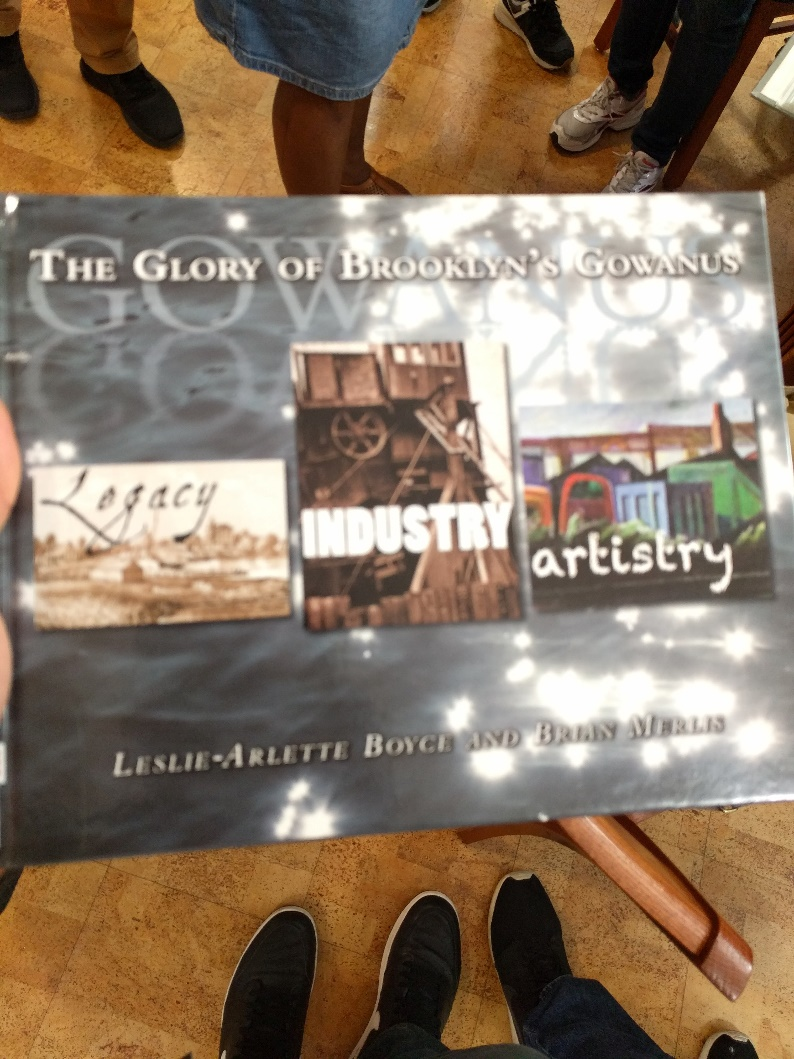 GOWANUS
THE GLORY OF BROOKLYN'S GOWANUS
Legacy
INDUSTRY
artistry
LESLIE-ARLETTE BOYCE AND BRIAN MERLIS